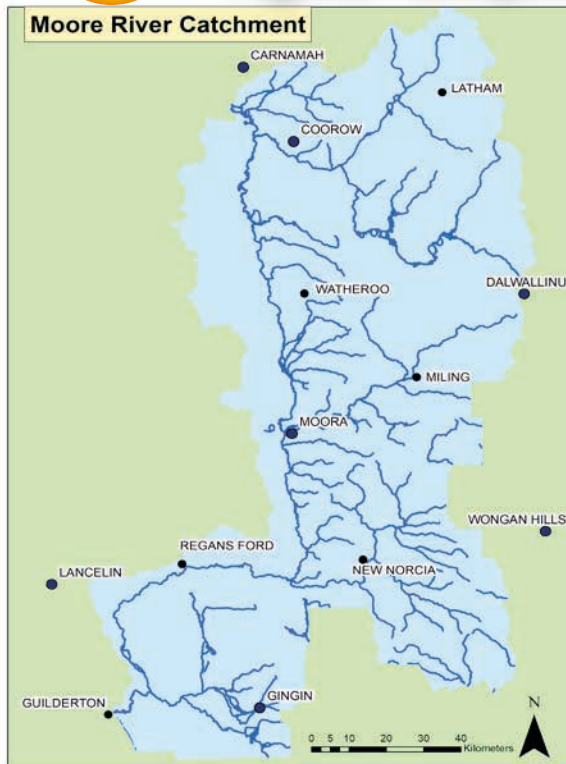 Moore River Catchment
CARNAMAH
LATHAM
COOROW
DALWALLINU
WATHEROO
MILING
MOORA
WONGAN HILLS
REGANS FORD
NEW NORCIA
LANCELIN
GINGIN
GUILDERTON
N
0 5 10 20 30 40
Kilometers